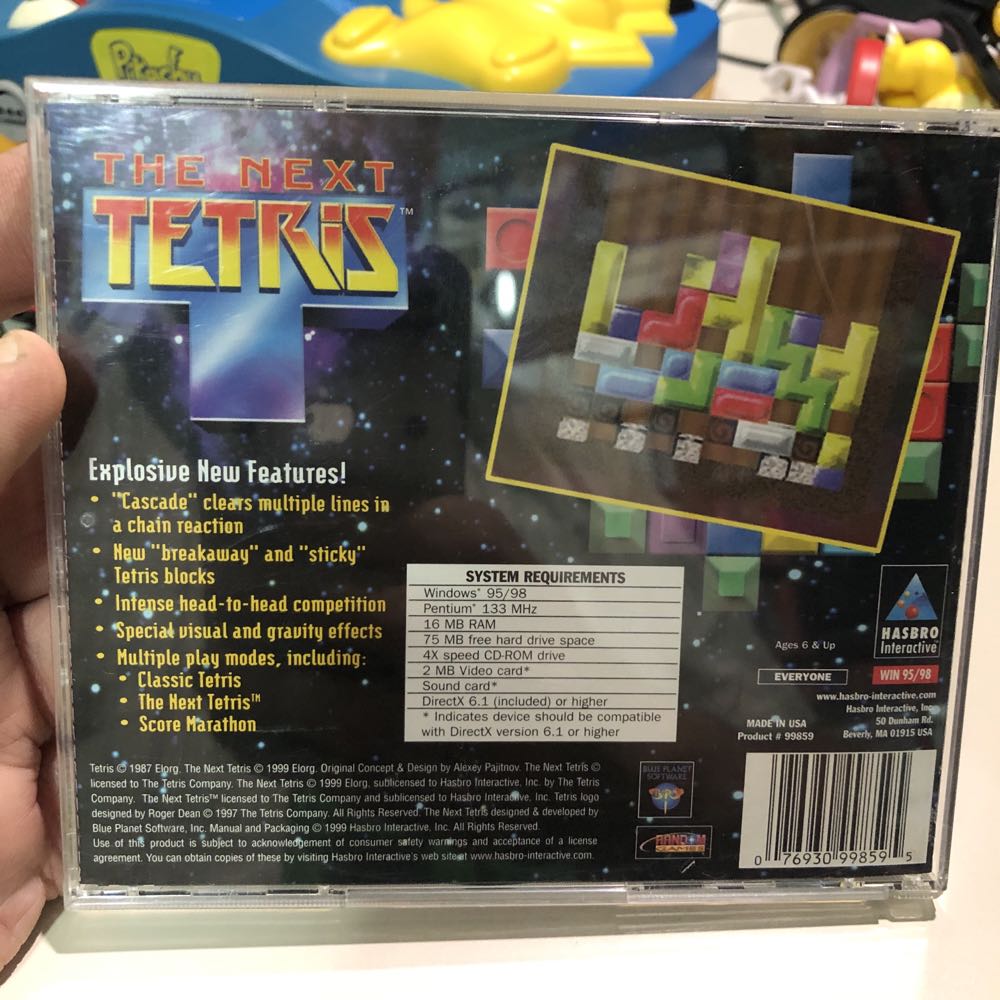 Pikachu
THE NEXT
TETRIS™
Explosive New Features!
• "Cascade" clears multiple lines in
a chain reaction
• New "breakaway" and "sticky"
Tetris blocks
• Intense head-to-head competition
• Special visual and gravity effects
• Multiple play modes, including:
• Classic Tetris
• The Next Tetris™
• Score Marathon
SYSTEM REQUIREMENTS
Windows® 95/98
Pentium® 133 MHz
16 MB RAM
75 MB free hard drive space
4X speed CD-ROM drive
2 MB Video card*
Sound card*
DirectX 6.1 (included) or higher
* Indicates device should be compatible
with DirectX version 6.1 or higher
HASBRO
Interactive™
Ages 6 & Up
EVERYONE
WIN 95/98
www.hasbro-interactive.com
Hasbro Interactive, Inc.
50 Dunham Rd.
Beverly, MA 01915 USA
MADE IN USA
Product # 99859
Tetris © 1987 Elorg. The Next Tetris © 1999 Elorg. Original Concept & Design by Alexey Pajitnov. The Next Tetris ©
licensed to The Tetris Company. The Next Tetris © 1999 Elorg, sublicensed to Hasbro Interactive, Inc. by The Tetris
Company. The Next Tetris™ licensed to The Tetris Company and sublicensed to Hasbro Interactive, Inc. Tetris logo
designed by Roger Dean © 1997 The Tetris Company. All Rights Reserved. The Next Tetris designed & developed by
Blue Planet Software, Inc. Manual and Packaging © 1999 Hasbro Interactive, Inc. All Rights Reserved.
Use of this product is subject to acknowledgement of consumer safety warnings and acceptance of a license
agreement. You can obtain copies of these by visiting Hasbro Interactive's web site at www.hasbro-interactive.com.
BLUE PLANET
SOFTWARE
BPS
RANDOM
GAMES
0 76930 99859 5